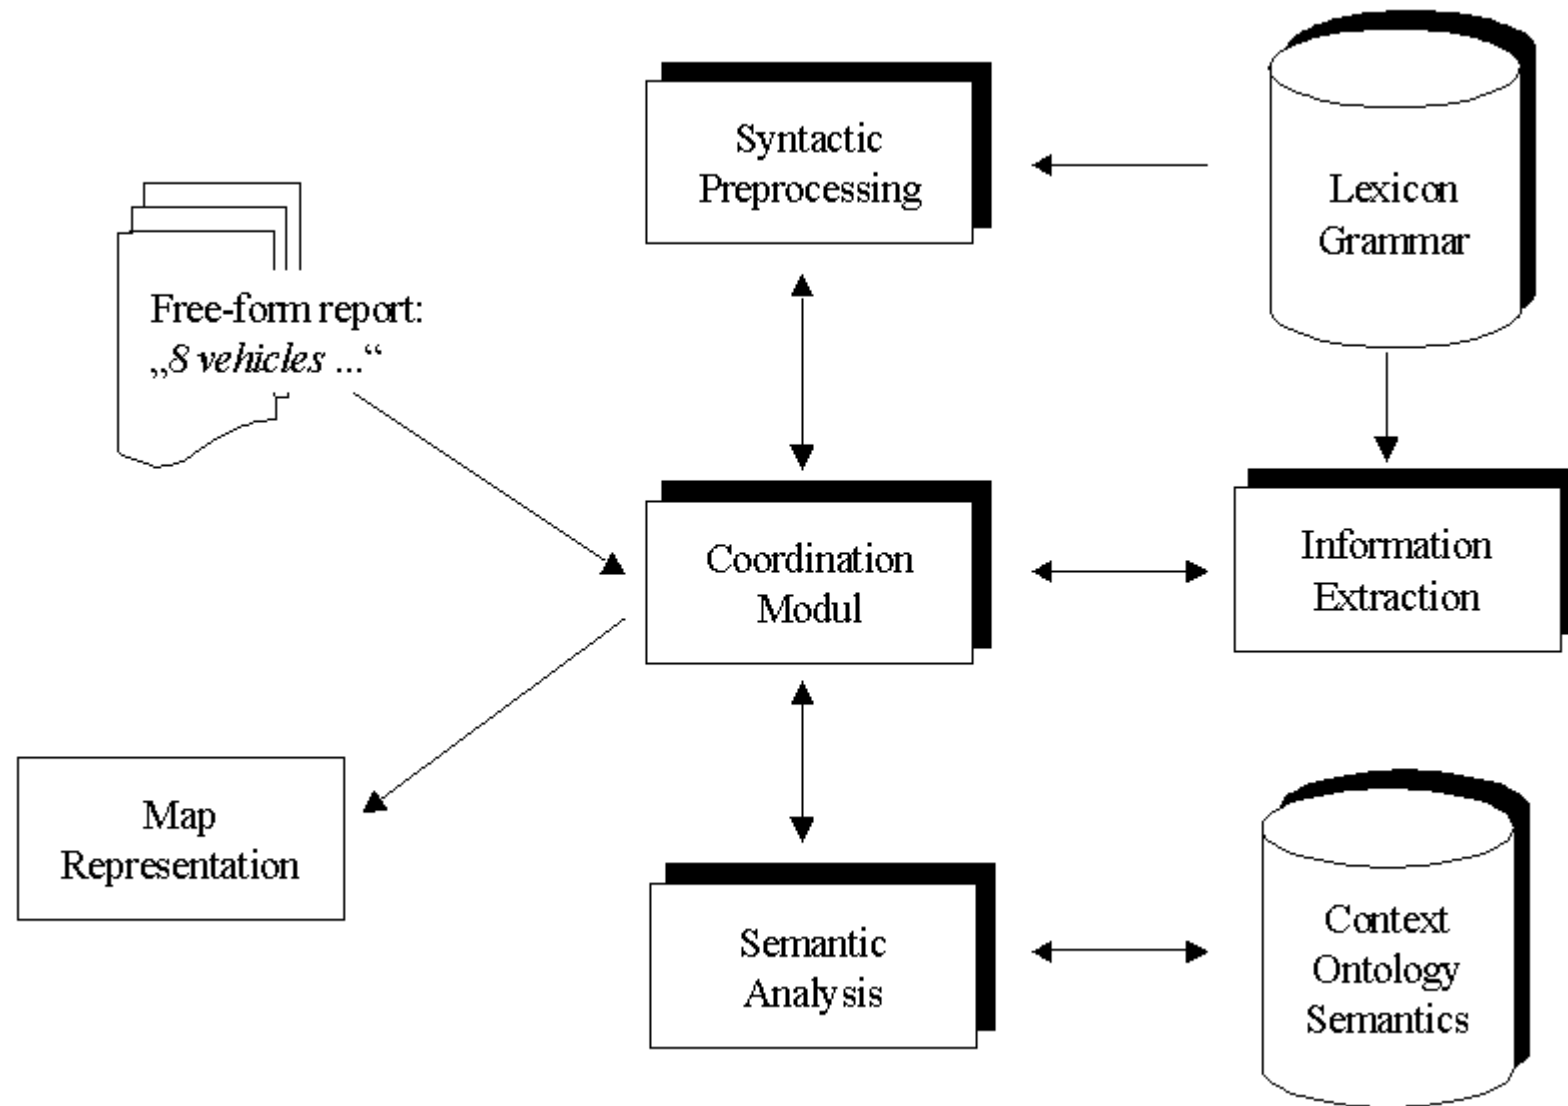 Syntactic
Preprocessing
Lexicon
Grammar
Free-form report:
„8 vehicles ...“
Coordination
Modul
Information
Extraction
Map
Representation
Semantic
Analysis
Context
Ontology
Semantics